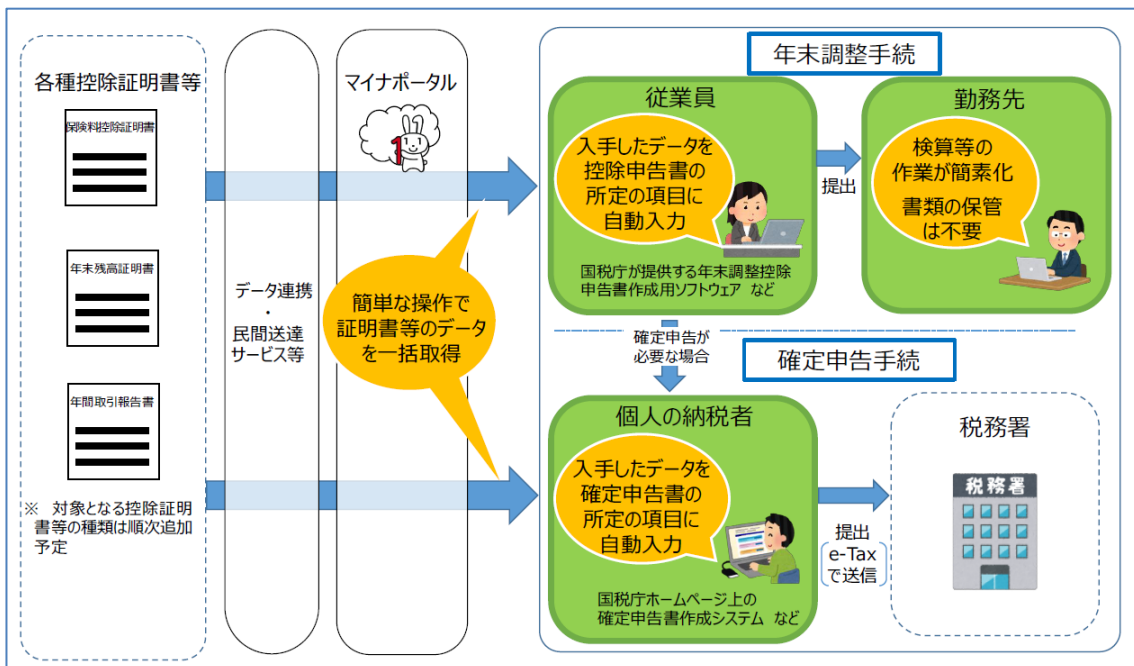 各種控除証明書等
保険料控除証明書
年末残高証明書
年間取引報告書
※ 対象となる控除証明
書等の種類は順次追加
予定
データ連携
・
民間送達
サービス等
マイナポータル
1
簡単な操作で
証明書等のデータ
を一括取得
年末調整手続
従業員
入手したデータを
控除申告書の
所定の項目に
自動入力
国税庁が提供する年末調整控除
申告書作成用ソフトウェア など
提出
勤務先
検算等の
作業が簡素化
書類の保管
は不要
確定申告が
必要な場合
確定申告手続
個人の納税者
入手したデータを
確定申告書の
所定の項目に
自動入力
国税庁ホームページ上の
確定申告書作成システム など
提出
e-Tax
で送信
税務署
税務署